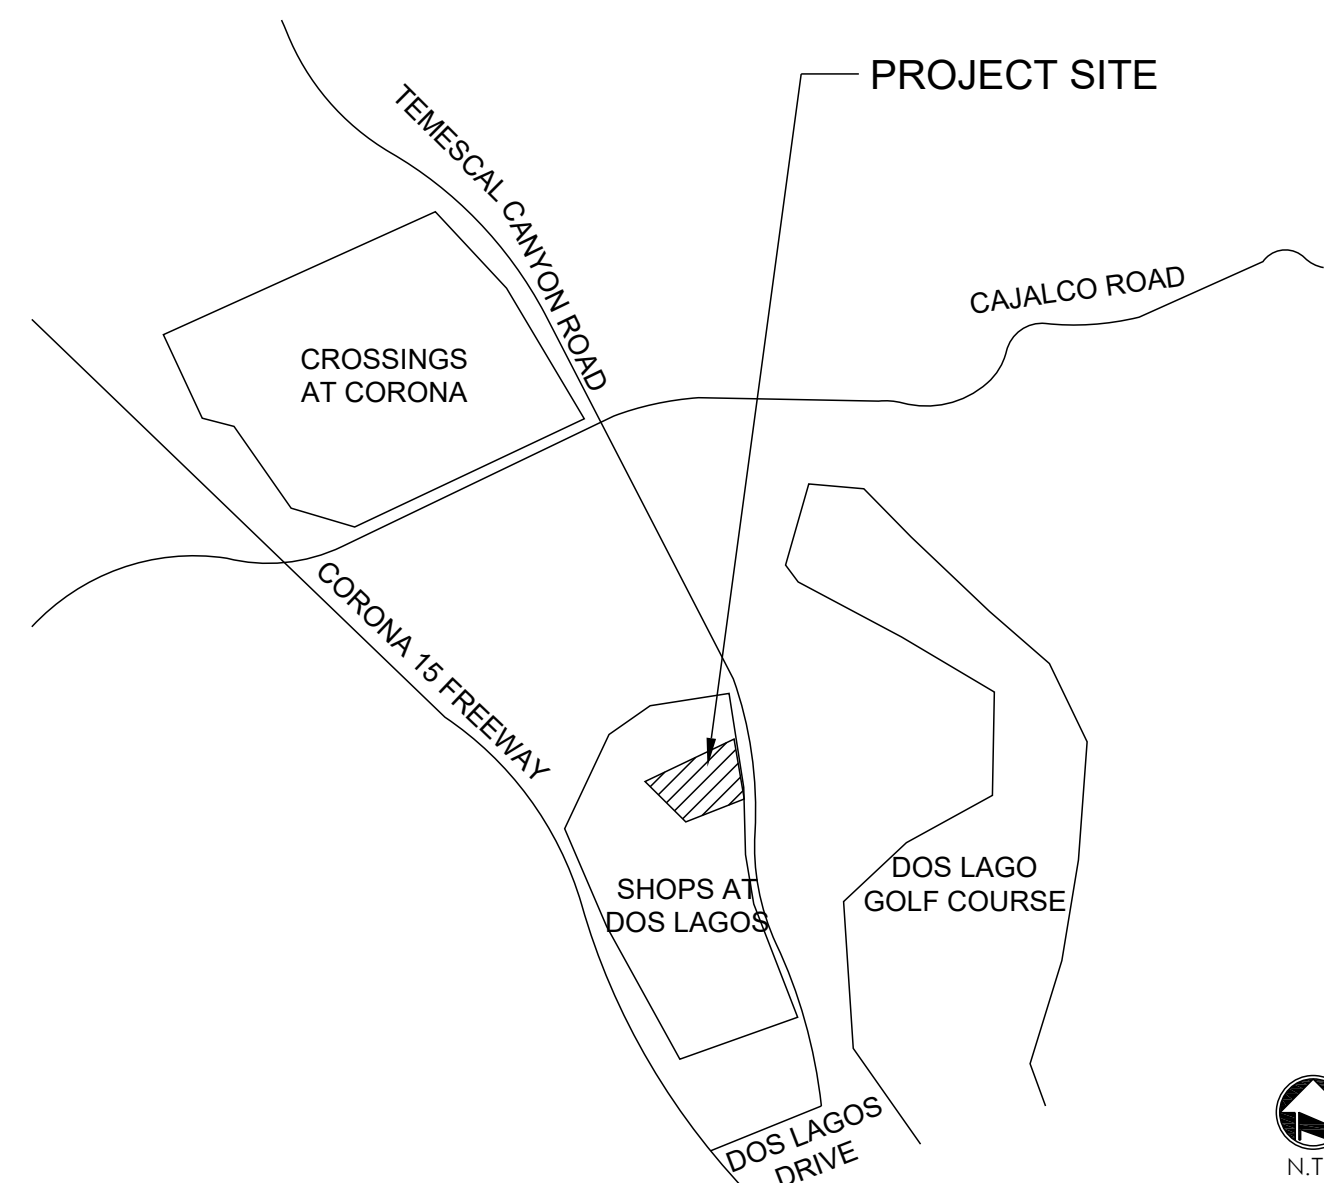 PROJECT SITE
TEMESCAL CANYON ROAD
CAJALCO ROAD
CROSSINGS
AT CORONA
CORONA 15 FREEWAY
SHOPS AT
DOS LAGOS
DOS LAGO
GOLF COURSE
DOS LAGOS
DRIVE
N.T